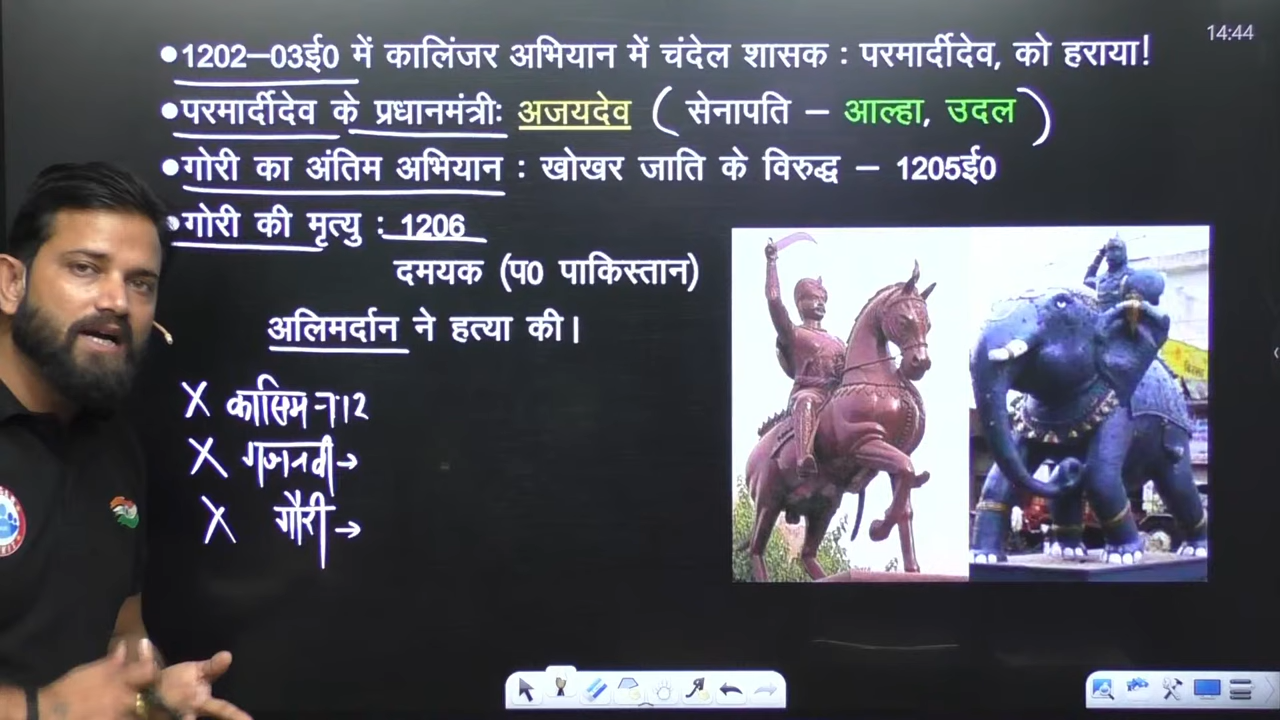 14:44
●1202–03ई0 में कालिंजर अभियान में चंदेल शासक : परमार्दीदेव, को हराया!
●परमार्दीदेव के प्रधानमंत्रीः अजयदेव ( सेनापति – आल्हा, उदल )
●गोरी का अंतिम अभियान : खोखर जाति के विरुद्ध – 1205ई0
●गोरी की मृत्यु : 1206
दमयक (प0 पाकिस्तान)
अलिमर्दान ने हत्या की।
X कासिम-712
X गजनवी→
X गौरी→